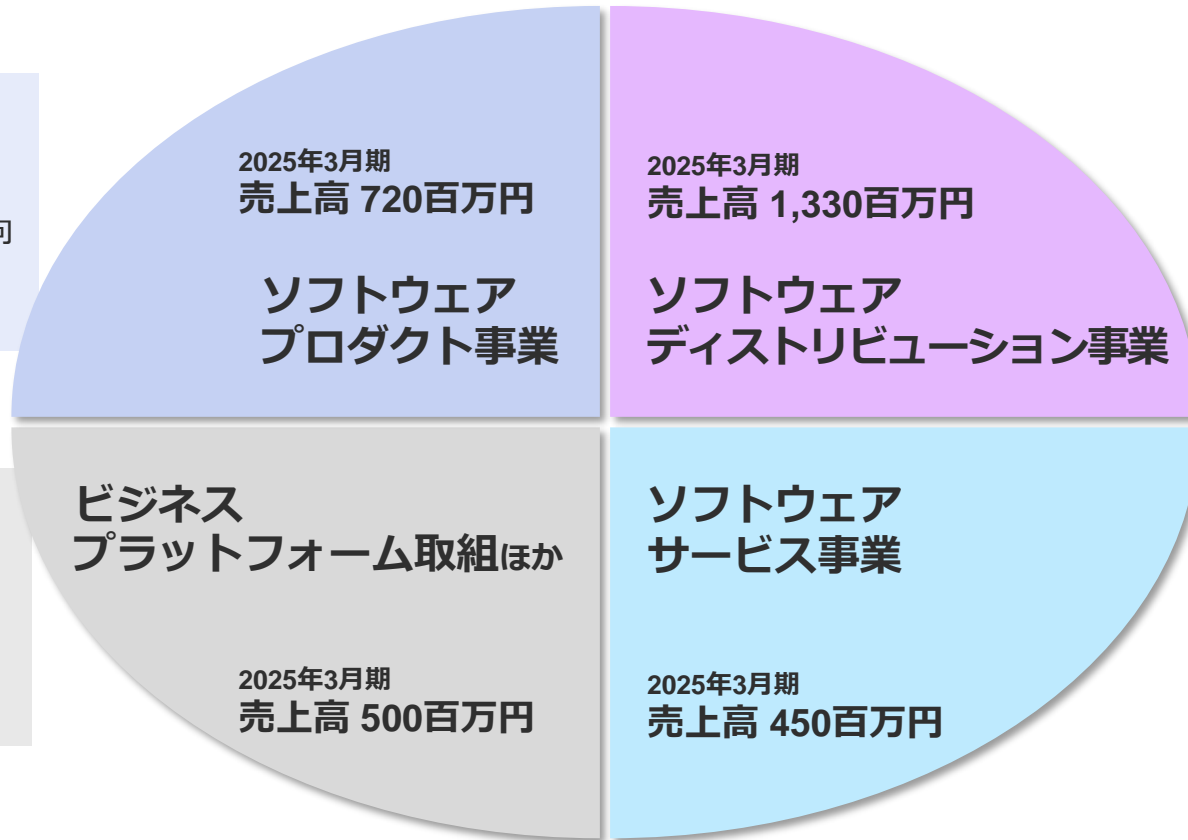 2025年3月期
売上高 720百万円
ソフトウェア
プロダクト事業
2025年3月期
売上高 1,330百万円
ソフトウェア
ディストリビューション事業
ビジネス
プラットフォーム取組ほか
2025年3月期
売上高 500百万円
ソフトウェア
サービス事業
2025年3月期
売上高 450百万円